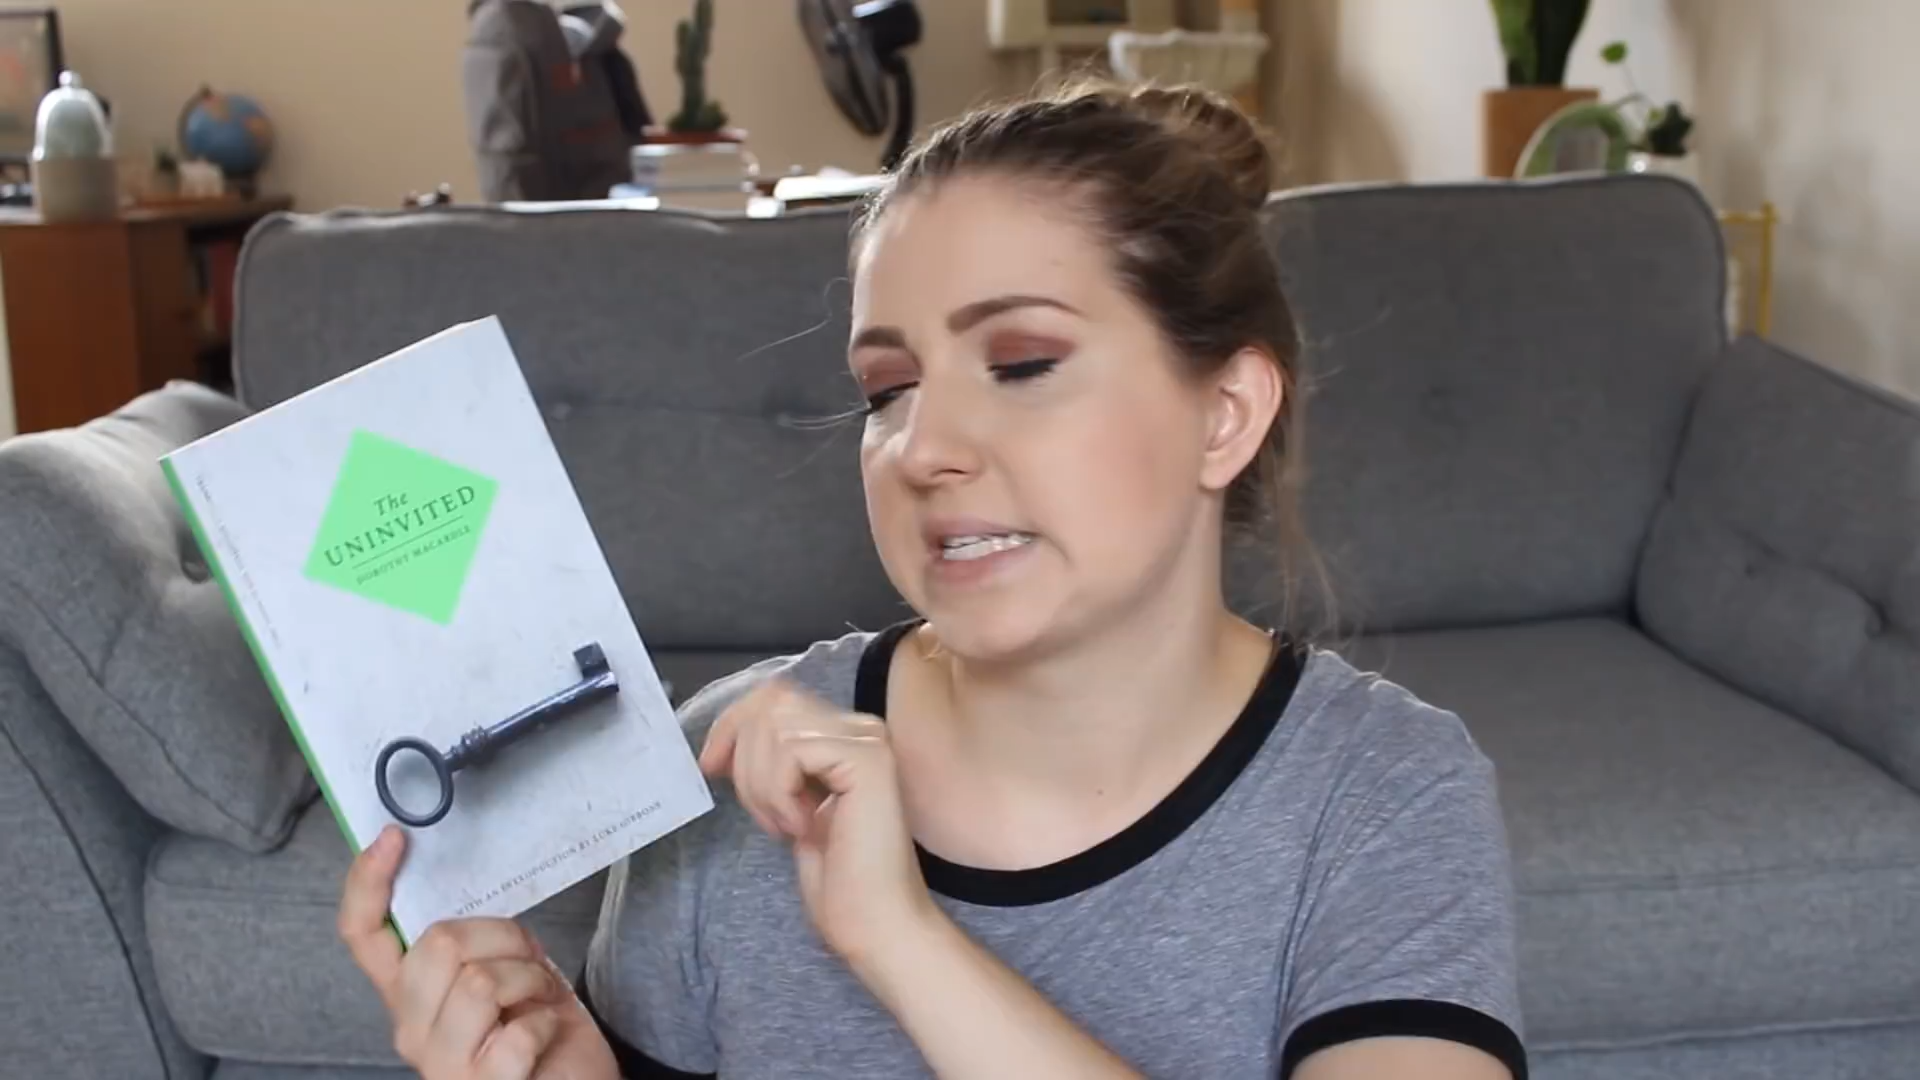 The
UNINVITED
DOROTHY MACARDLE
WITH AN INTRODUCTION BY LUKE GIBBONS